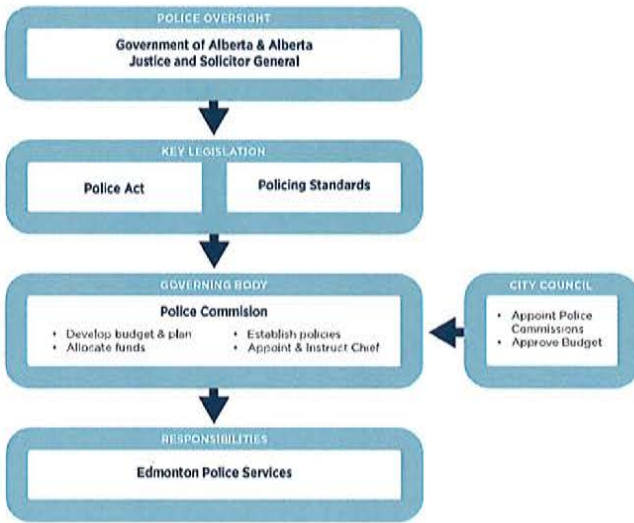 POLICE OVERSIGHT
Government of Alberta & Alberta
Justice and Solicitor General
KEY LEGISLATION
Police Act
Policing Standards
GOVERNING BODY
Police Commision
• Develop budget & plan
• Allocate funds
• Establish policies
• Appoint & Instruct Chief
CITY COUNCIL
• Appoint Police
Commissions
• Approve Budget
RESPONSIBILITIES
Edmonton Police Services